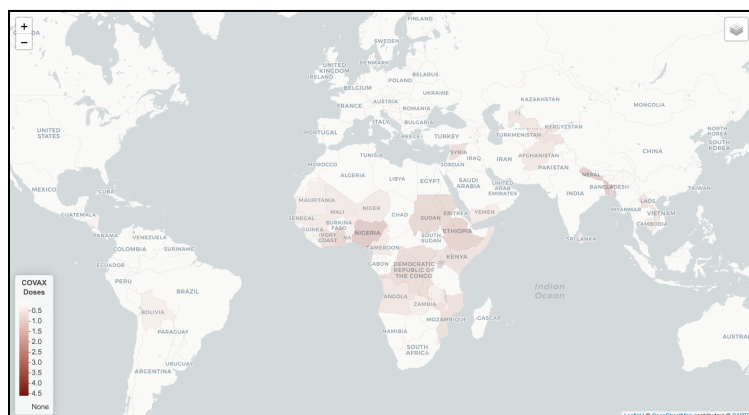 +
−
FINLAND
SWEDEN
UNITED
KINGDOM
DENMARK
IRELAND
BELARUS
POLAND
BELGIUM
UKRAINE
KAZAKHSTAN
FRANCE
AUSTRIA
ROMANIA
MONGOLIA
ITALY
BULGARIA
KYRGYZSTAN
UNITED
STATES
PORTUGAL
GREECE
TURKEY
TURKMENISTAN
NORTH
KOREA
SOUTH
KOREA
TUNISIA
SYRIA
IRAQ
IRAN
AFGHANISTAN
CHINA
MOROCCO
JORDAN
PAKISTAN
ALGERIA
LIBYA
EGYPT
SAUDI
ARABIA
UNITED
ARAB
EMIRATES
NEPAL
BANGLADESH
TAIWAN
MEXICO
CUBA
INDIA
MYANMAR
LAOS
MAURITANIA
MALI
NIGER
CHAD
SUDAN
ERITREA
YEMEN
VIETNAM
GUATEMALA
SENEGAL
BURKINA
FASO
CAMBODIA
GUINEA
IVORY
COAST
NIGERIA
ETHIOPIA
SOUTH
SUDAN
SRI LANKA
PANAMA
VENEZUELA
COLOMBIA
SURINAME
CAMEROON
GABON
KENYA
ECUADOR
DEMOCRATIC
REPUBLIC OF
THE CONGO
PERU
BRAZIL
Indian
Ocean
COVAX
Doses
ANGOLA
ZAMBIA
BOLIVIA
MOZAMBIQUE
GASCAR
PARAGUAY
NAMIBIA
SOUTH
AFRICA
AUSTRAL
URUGUAY
ARGENTINA
0.5
1.0
1.5
2.0
2.5
3.0
3.5
4.0
4.5
None